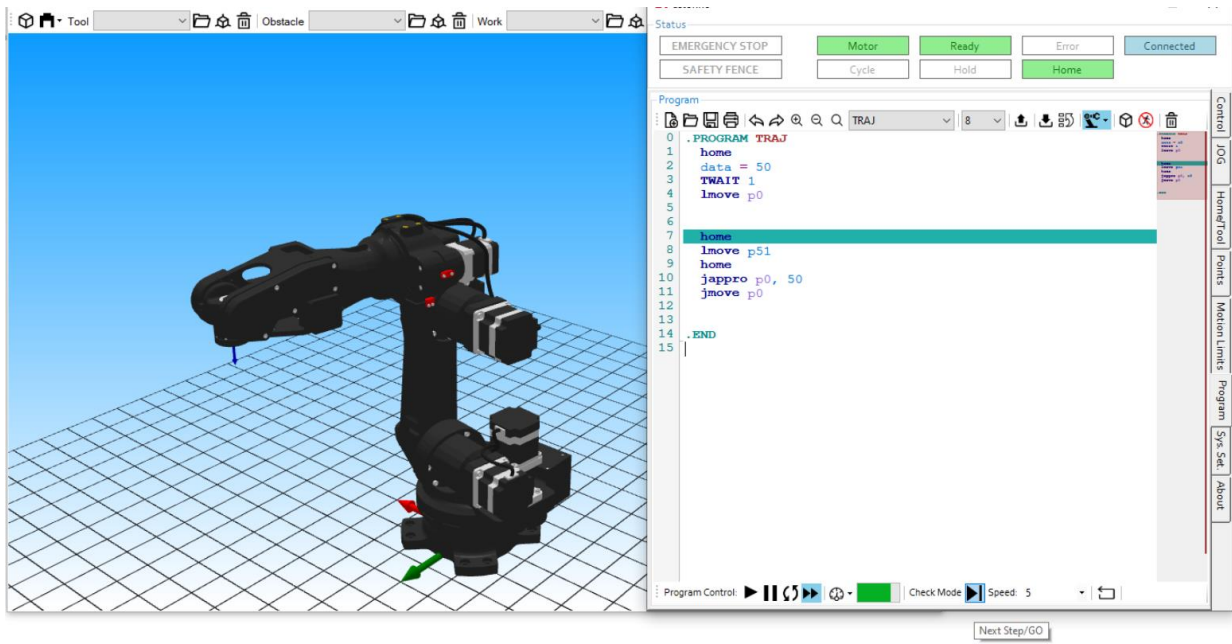 Tool
Obstacle
Work
Status
EMERGENCY STOP
Motor
Ready
Error
Connected
SAFETY FENCE
Cycle
Hold
Home
Program
TRAJ
8
0 .PROGRAM TRAJ
1 home
2 data = 50
3 TWAIT 1
4 lmove p0
5
6
7 home
8 lmove p51
9 home
10 jappro p0, 50
11 jmove p0
12
13
14 .END
15
Control
JOG
Home/Tool
Points
Motion Limits
Program
Sys. Set.
About
Program Control:
Check Mode
Speed: 5
Next Step/GO